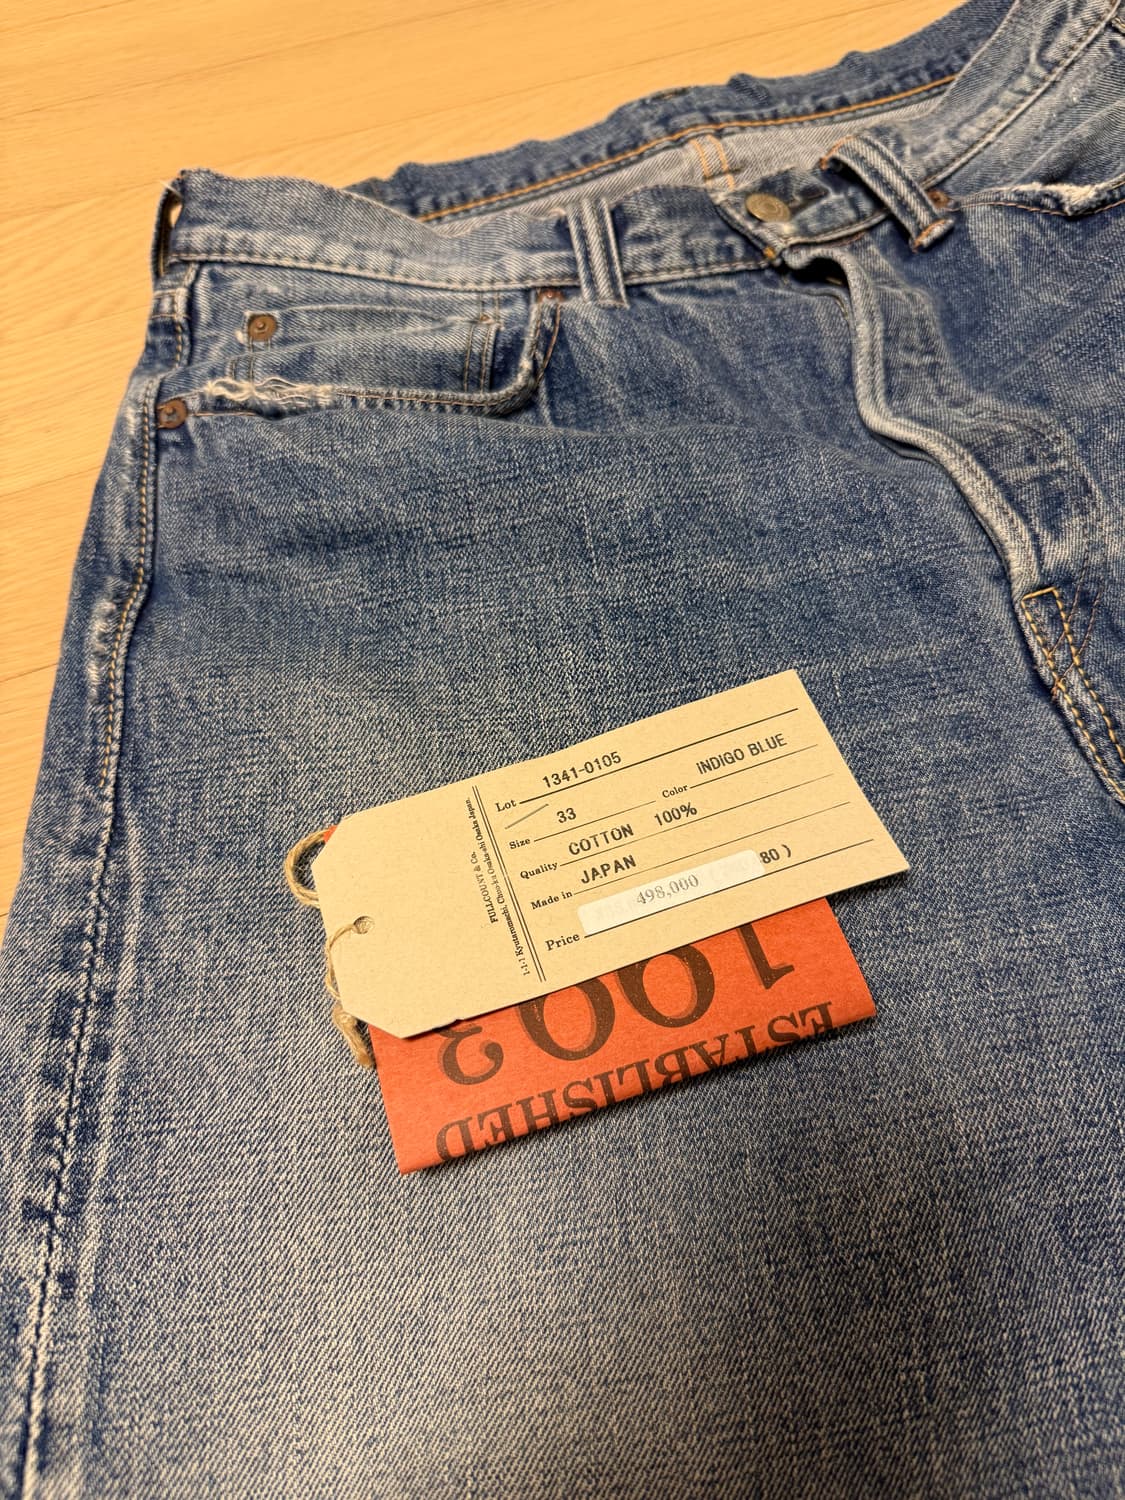 Lot 1341-0105
Size 33 Color iNDIGO BLUE
Quality COTTON 100%
Made in JAPAN
Price 498,000 80 )
FULLCOUNT & Co.
ESTABLISHED
1993